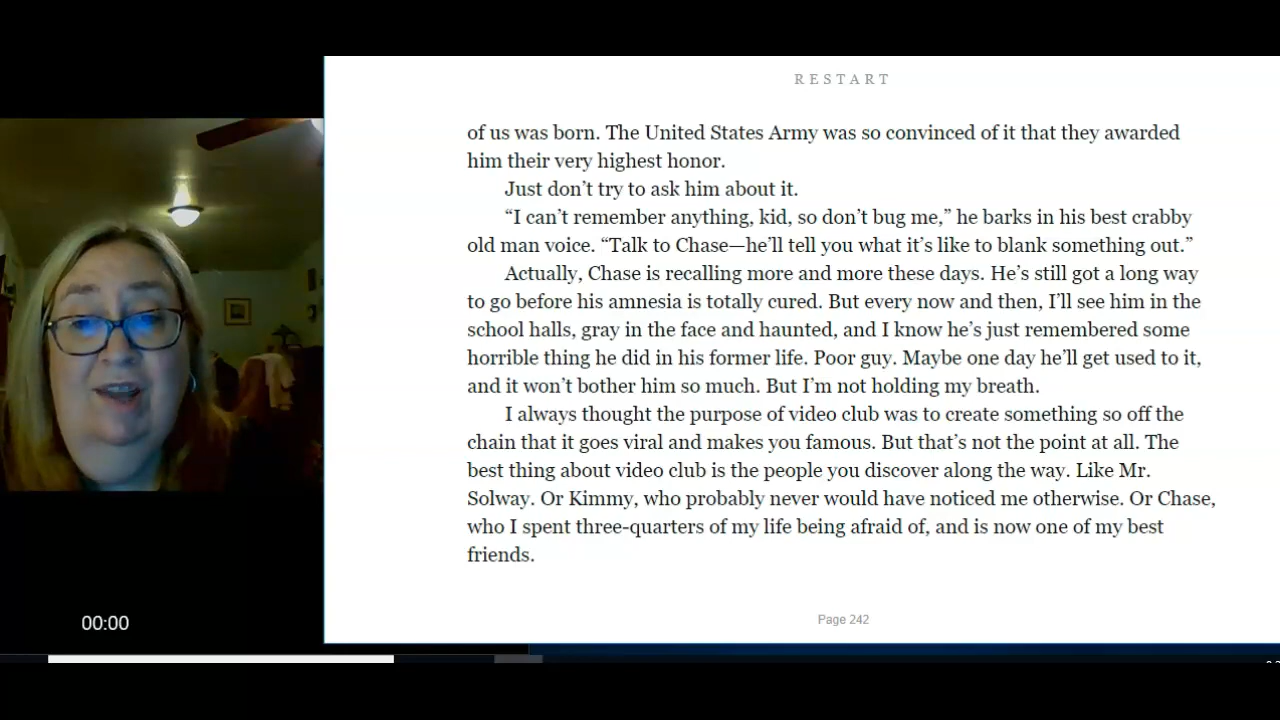 RESTART
of us was born. The United States Army was so convinced of it that they awarded
him their very highest honor.
Just don’t try to ask him about it.
“I can’t remember anything, kid, so don’t bug me,” he barks in his best crabby
old man voice. “Talk to Chase—he’ll tell you what it’s like to blank something out.”
Actually, Chase is recalling more and more these days. He’s still got a long way
to go before his amnesia is totally cured. But every now and then, I’ll see him in the
school halls, gray in the face and haunted, and I know he’s just remembered some
horrible thing he did in his former life. Poor guy. Maybe one day he’ll get used to it,
and it won’t bother him so much. But I’m not holding my breath.
I always thought the purpose of video club was to create something so off the
chain that it goes viral and makes you famous. But that’s not the point at all. The
best thing about video club is the people you discover along the way. Like Mr.
Solway. Or Kimmy, who probably never would have noticed me otherwise. Or Chase,
who I spent three-quarters of my life being afraid of, and is now one of my best
friends.
Page 242
00:00